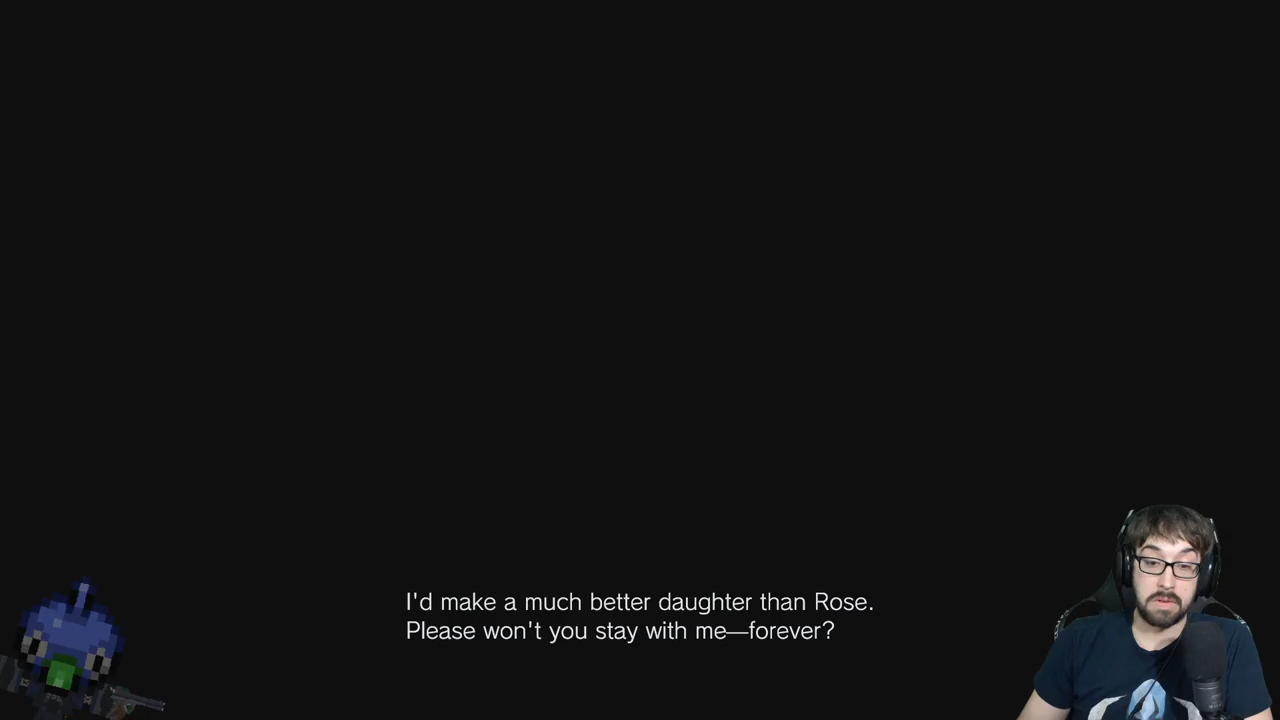 I'd make a much better daughter than Rose.
Please won't you stay with me—forever?